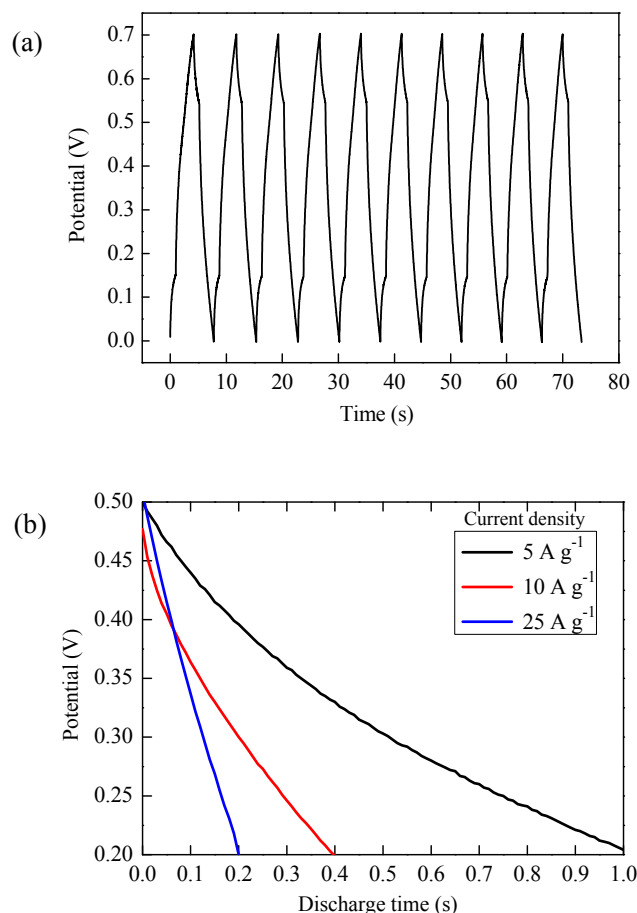 (a)
0.7
0.6
0.5
0.4
0.3
0.2
0.1
0.0
Potential (V)
0 10 20 30 40 50 60 70 80
Time (s)
(b)
0.50
0.45
0.40
0.35
0.30
0.25
0.20
Potential (V)
Current density
5 A g⁻¹
10 A g⁻¹
25 A g⁻¹
0.0 0.1 0.2 0.3 0.4 0.5 0.6 0.7 0.8 0.9 1.0
Discharge time (s)